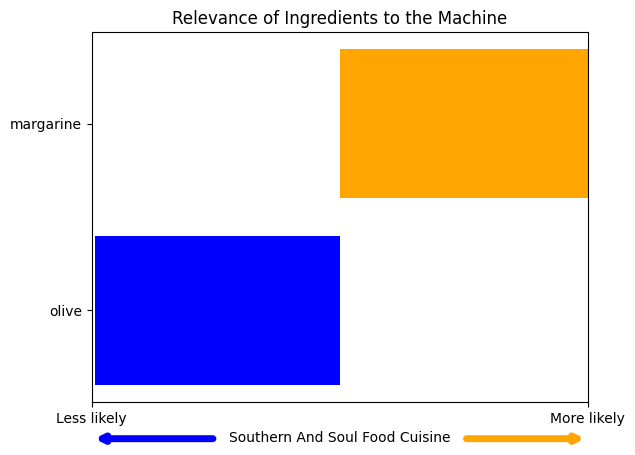 Relevance of Ingredients to the Machine
margarine
olive
Less likely
More likely
Southern And Soul Food Cuisine